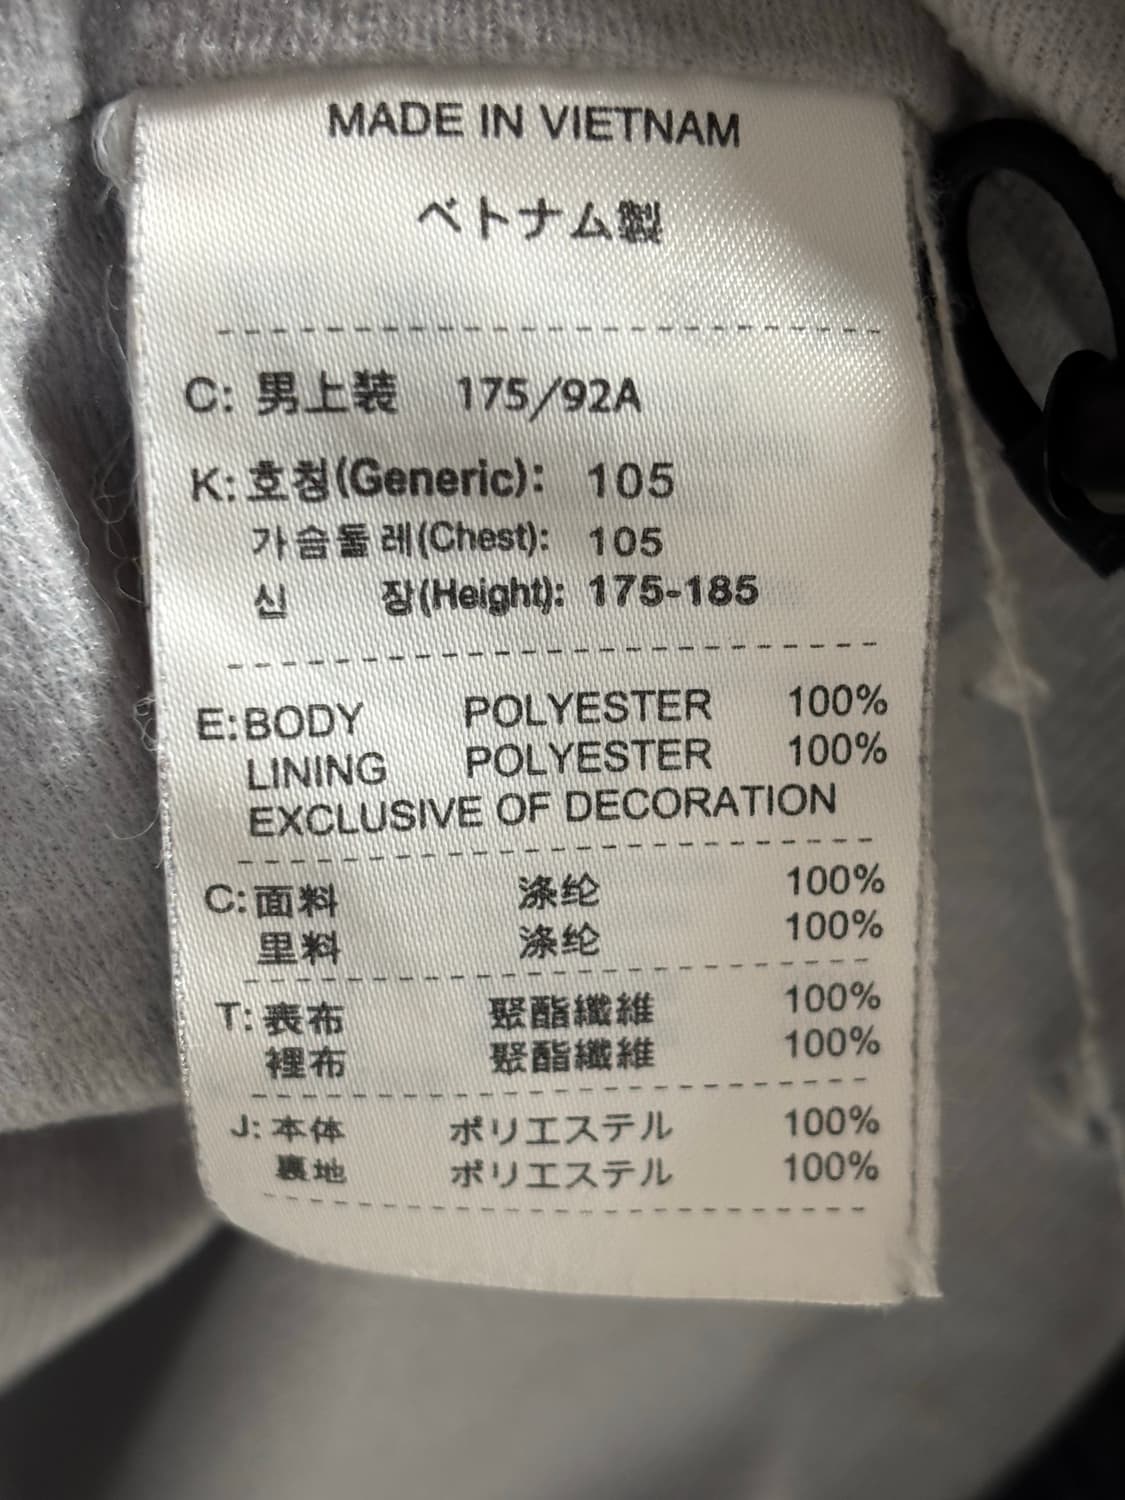 MADE IN VIETNAM
ベトナム製
C: 男上装 175/92A
K: 호칭(Generic): 105
가슴둘레(Chest): 105
신 장(Height): 175-185
E: BODY POLYESTER 100%
LINING POLYESTER 100%
EXCLUSIVE OF DECORATION
C: 面料 涤纶 100%
里料 涤纶 100%
T: 表布 聚酯纖維 100%
裡布 聚酯纖維 100%
J: 本体 ポリエステル 100%
裏地 ポリエステル 100%